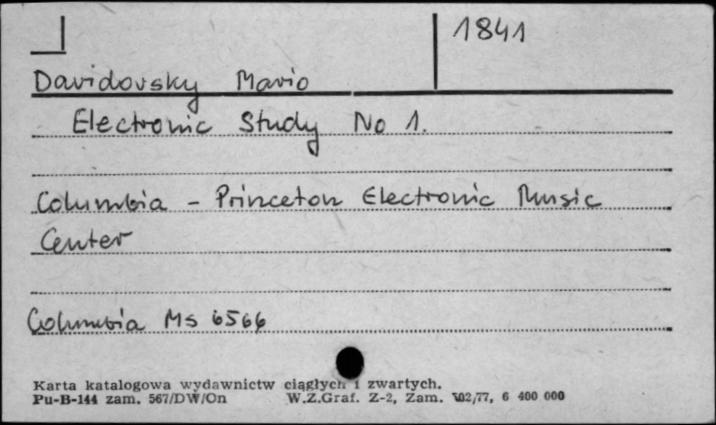 1841
Davidovsky Mario
Electronic Study No 1.
Columbia - Princeton Electronic Music
Center
Columbia Ms 6566
Karta katalogowa wydawnictw ciągłych i zwartych.
Pu-B-144 zam. 567/DW/On W.Z.Graf. Z-2, Zam. 102/77, 6 400 000